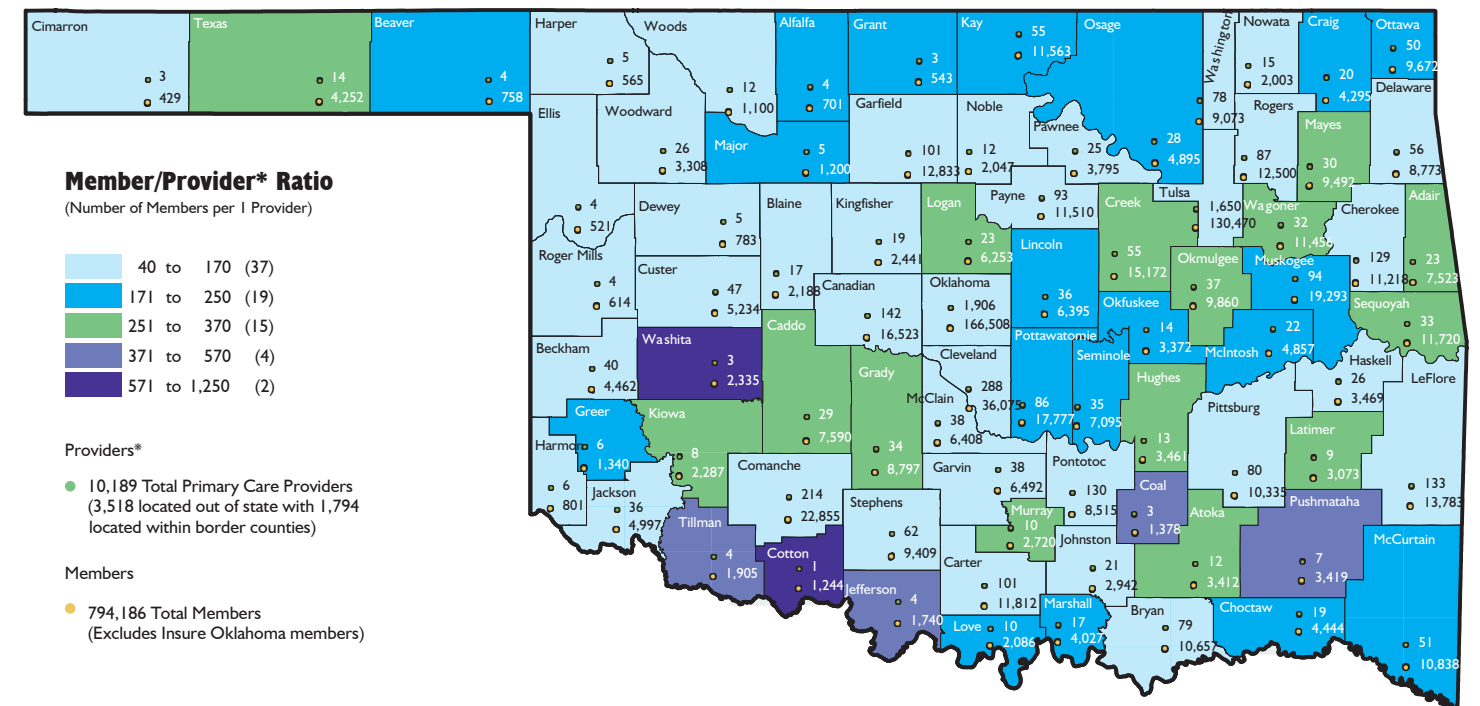 Cimarron
3
429
Texas
14
4,252
Beaver
4
758
Harper
5
565
Woods
12
1,100
Alfalfa
4
701
Grant
3
543
Kay
55
11,563
Osage
28
4,895
Washington
78
9,073
Nowata
15
2,003
Craig
20
4,295
Ottawa
50
9,672
Delaware
56
8,773
Ellis
4
521
Woodward
26
3,308
Major
5
1,200
Garfield
101
12,833
Noble
12
2,047
Pawnee
25
3,795
Rogers
87
12,500
Mayes
30
9,492
Member/Provider* Ratio
(Number of Members per 1 Provider)
40 to 170 (37)
171 to 250 (19)
251 to 370 (15)
371 to 570 (4)
571 to 1,250 (2)
Providers*
10,189 Total Primary Care Providers
(3,518 located out of state with 1,794
located within border counties)
Members
794,186 Total Members
(Excludes Insure Oklahoma members)
Roger Mills
4
614
Dewey
5
783
Blaine
17
2,188
Kingfisher
19
2,441
Logan
23
6,253
Payne
93
11,510
Creek
55
15,172
Tulsa
1,650
130,470
Wagoner
32
11,456
Cherokee
129
11,218
Adair
23
7,523
Custer
47
5,234
Canadian
142
16,523
Oklahoma
1,906
166,508
Lincoln
36
6,395
Okmulgee
37
9,860
Muskogee
94
19,293
Sequoyah
33
11,720
Okfuskee
14
3,372
McIntosh
22
4,857
Beckham
40
4,462
Washita
3
2,335
Caddo
29
7,590
Grady
34
8,797
Cleveland
288
36,075
McClain
38
6,408
Pottawatomie
86
17,777
Seminole
35
7,095
Hughes
13
3,461
Pittsburg
80
10,335
Haskell
26
3,469
LeFlore
133
13,783
Latimer
9
3,073
Greer
6
1,340
Kiowa
8
2,287
Harmon
6
801
Jackson
36
4,997
Comanche
214
22,855
Stephens
62
9,409
Garvin
38
6,492
Murray
10
2,720
Pontotoc
130
8,515
Coal
3
1,378
Atoka
12
3,412
Pushmataha
7
3,419
McCurtain
51
10,838
Tillman
4
1,905
Cotton
1
1,244
Jefferson
4
1,740
Carter
101
11,812
Johnston
21
2,942
Love
10
2,086
Marshall
17
4,027
Bryan
79
10,657
Choctaw
19
4,444